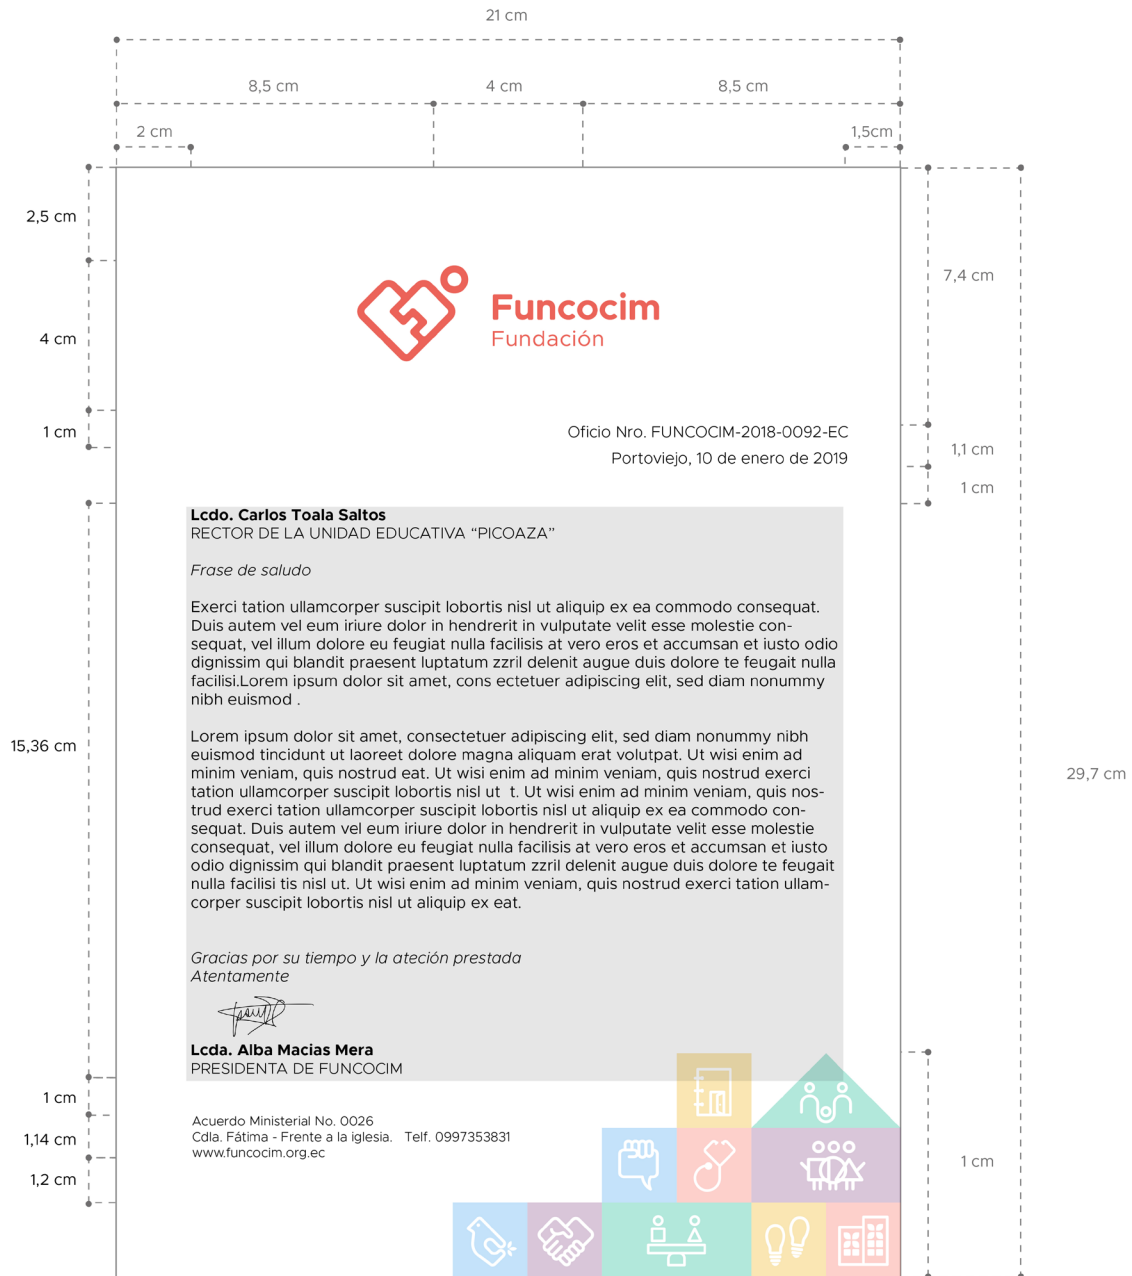 21 cm
8,5 cm
4 cm
8,5 cm
2 cm
1,5cm
2,5 cm
7,4 cm
Funcocim
Fundación
4 cm
1 cm
Oficio Nro. FUNCOCIM-2018-0092-EC
1,1 cm
Portoviejo, 10 de enero de 2019
1 cm
Lcdo. Carlos Toala Saltos
RECTOR DE LA UNIDAD EDUCATIVA “PICOAZA”
Frase de saludo
Exerci tation ullamcorper suscipit lobortis nisl ut aliquip ex ea commodo consequat.
Duis autem vel eum iriure dolor in hendrerit in vulputate velit esse molestie con-
sequat, vel illum dolore eu feugiat nulla facilisis at vero eros et accumsan et iusto odio
dignissim qui blandit praesent luptatum zzril delenit augue duis dolore te feugait nulla
facilisi.Lorem ipsum dolor sit amet, cons ectetuer adipiscing elit, sed diam nonummy
nibh euismod .
Lorem ipsum dolor sit amet, consectetuer adipiscing elit, sed diam nonummy nibh
euismod tincidunt ut laoreet dolore magna aliquam erat volutpat. Ut wisi enim ad
minim veniam, quis nostrud eat. Ut wisi enim ad minim veniam, quis nostrud exerci
tation ullamcorper suscipit lobortis nisl ut  t. Ut wisi enim ad minim veniam, quis nos-
trud exerci tation ullamcorper suscipit lobortis nisl ut aliquip ex ea commodo con-
sequat. Duis autem vel eum iriure dolor in hendrerit in vulputate velit esse molestie
consequat, vel illum dolore eu feugiat nulla facilisis at vero eros et accumsan et iusto
odio dignissim qui blandit praesent luptatum zzril delenit augue duis dolore te feugait
nulla facilisi tis nisl ut. Ut wisi enim ad minim veniam, quis nostrud exerci tation ullam-
corper suscipit lobortis nisl ut aliquip ex eat.
15,36 cm
29,7 cm
Gracias por su tiempo y la ateción prestada
Atentamente
Lcda. Alba Macias Mera
PRESIDENTA DE FUNCOCIM
1 cm
Acuerdo Ministerial No. 0026
Cdla. Fátima - Frente a la iglesia.   Telf. 0997353831
www.funcocim.org.ec
1,14 cm
1,2 cm
1 cm